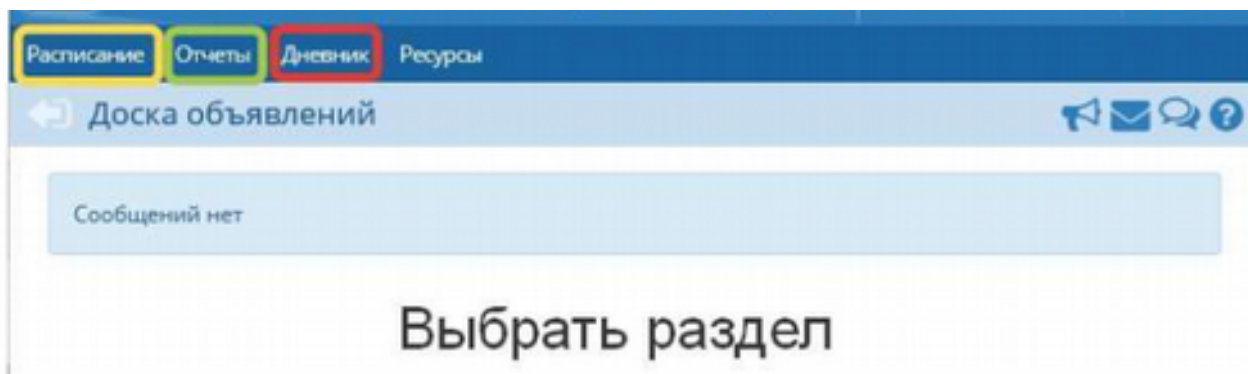 Расписание Отчеты Дневник Ресурсы
Доска объявлений
Сообщений нет
Выбрать раздел